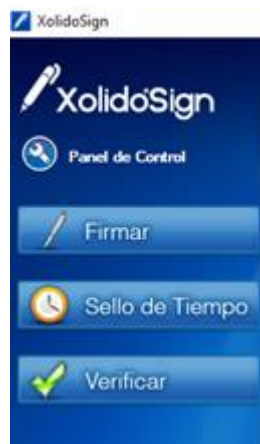 XolidoSign
XolidoSign
Panel de Control
Firmar
Sello de Tiempo
Verificar